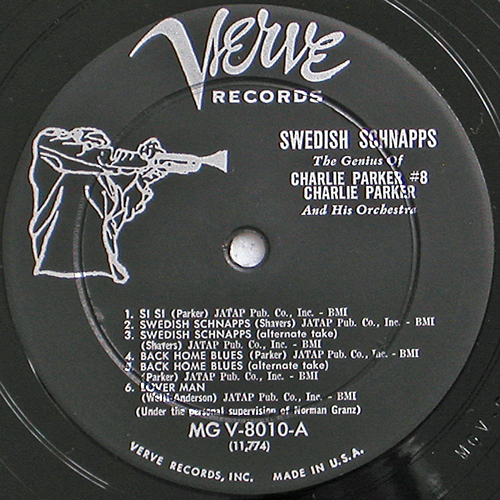 Verve
RECORDS
SWEDISH SCHNAPPS
The Genius Of
CHARLIE PARKER #8
CHARLIE PARKER
And His Orchestra
1. SI SI (Parker) JATAP Pub. Co., Inc. - BMI
2. SWEDISH SCHNAPPS (Shavers) JATAP Pub. Co., Inc. - BMI
3. SWEDISH SCHNAPPS (alternate take)
(Shavers) JATAP Pub. Co., Inc. - BMI
4. BACK HOME BLUES (Parker) JATAP Pub. Co., Inc. - BMI
5. BACK HOME BLUES (alternate take)
(Parker) JATAP Pub. Co., Inc. - BMI
6. LOVER MAN
(Weill-Anderson) JATAP Pub. Co., Inc. - BMI
(Under the personal supervision of Norman Granz)
MG V-8010-A
(11,774)
VERVE RECORDS, INC. MADE IN U.S.A.
MG V